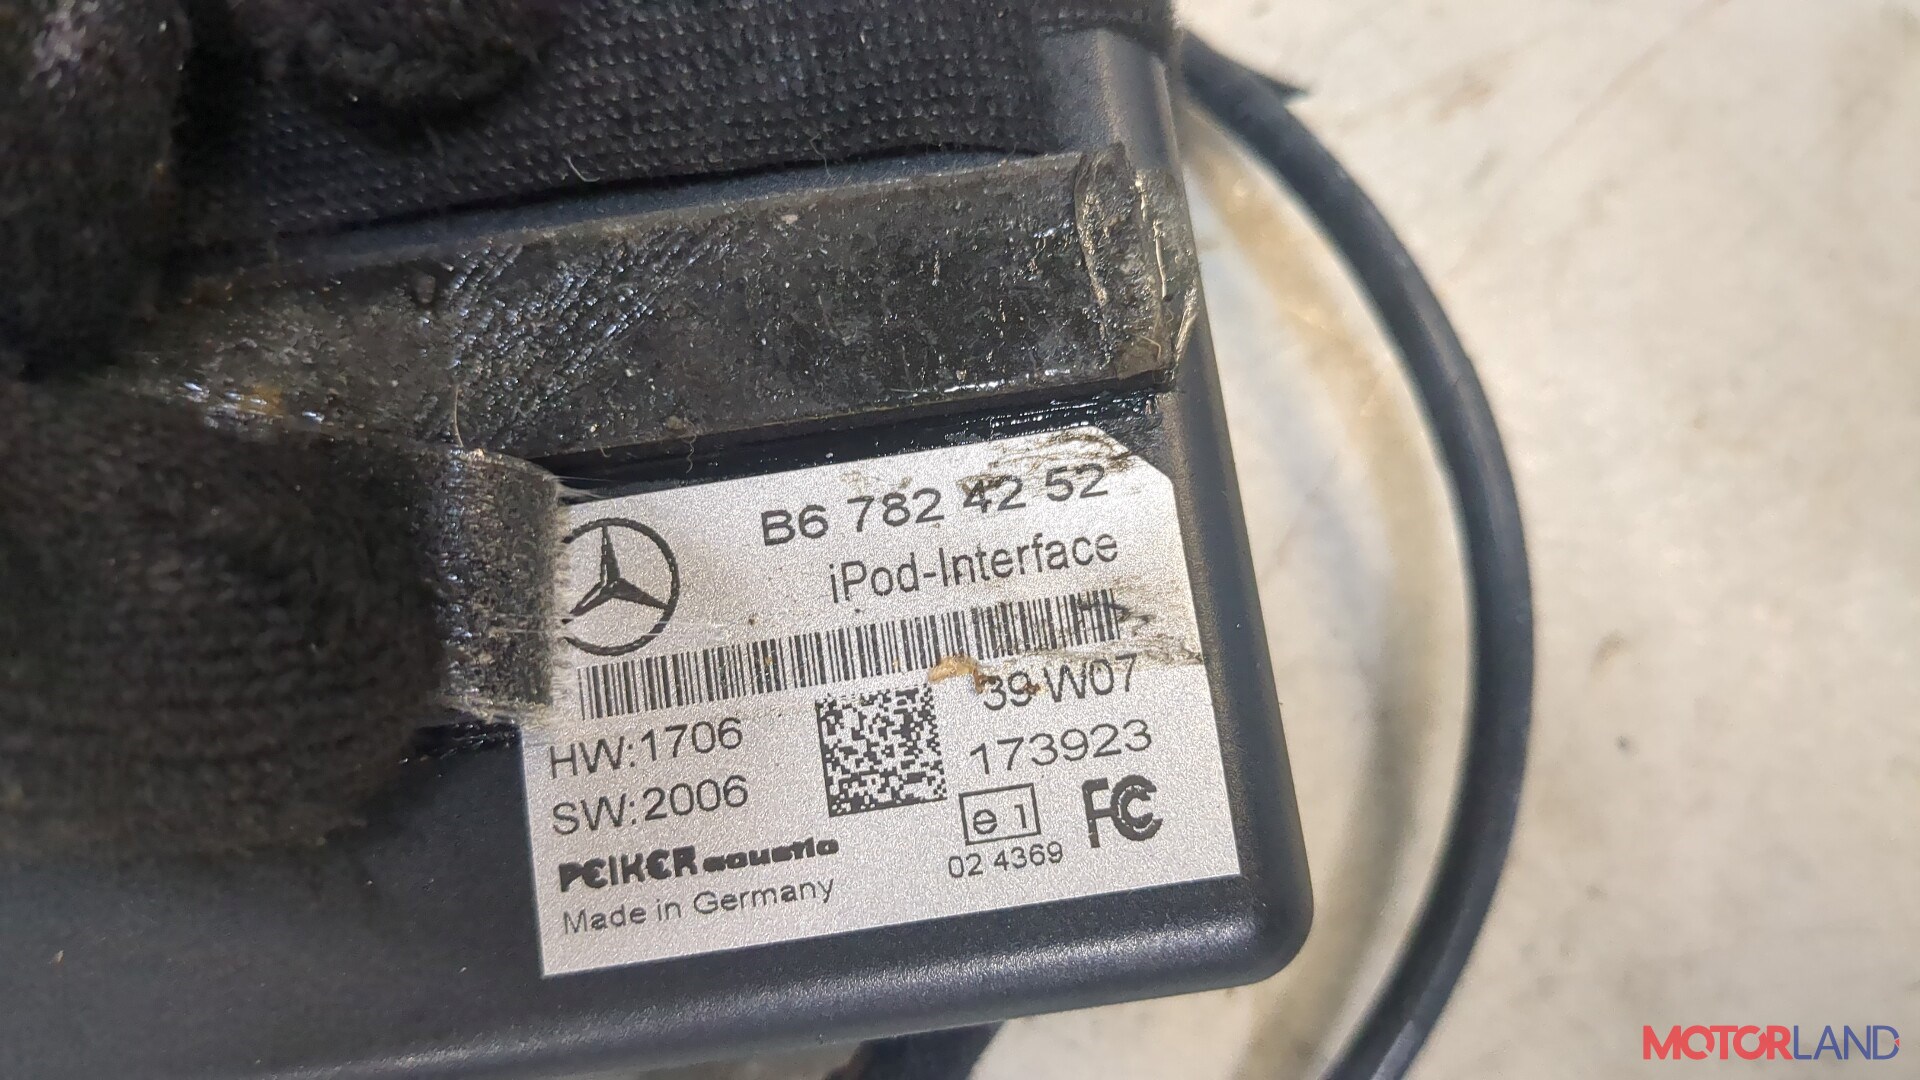 B6 782 42 52
iPod-Interface
39 W07
HW:1706
173923
SW:2006
e 1
FC
PEIKER acustic
02 4369
Made in Germany
MOTORLAND